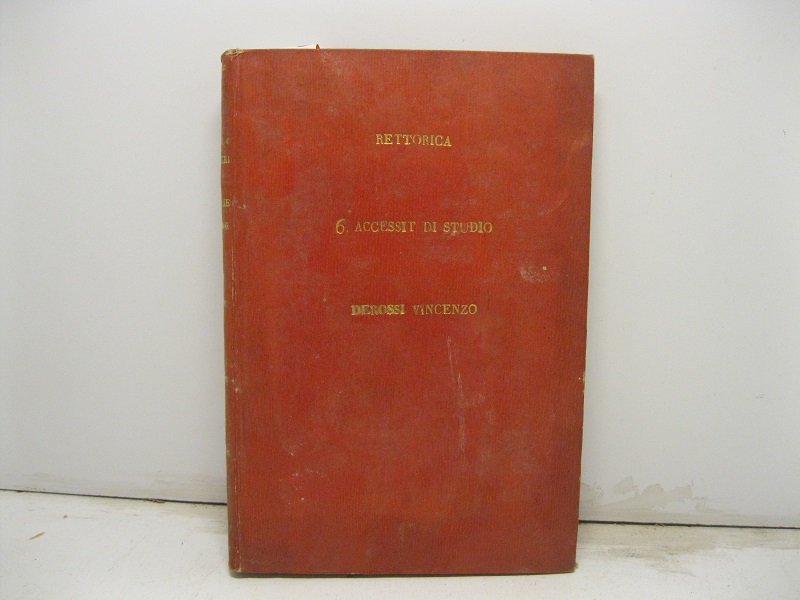 RETTORICA
6. ACCESSIT DI STUDIO
DEROSSI VINCENZO